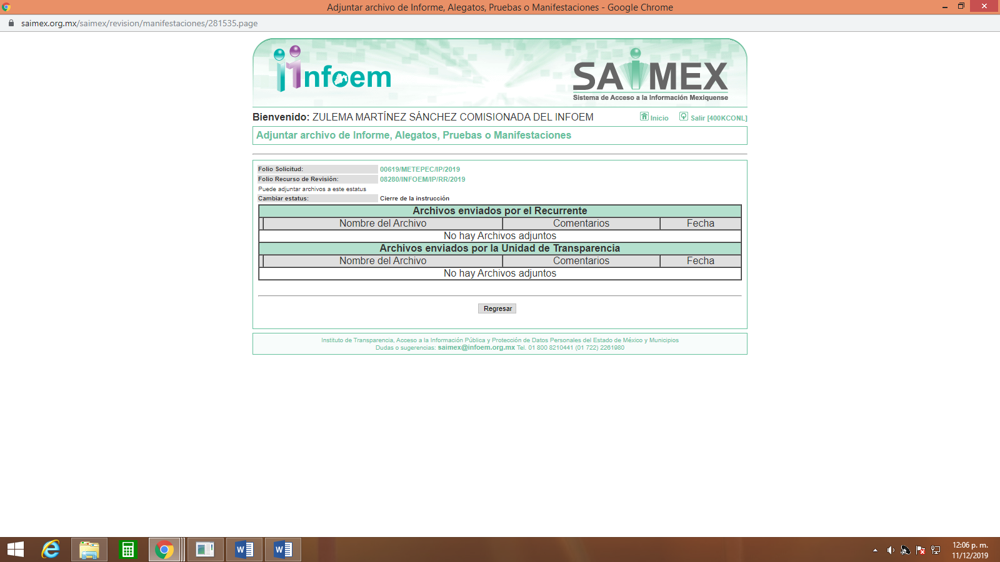 Adjuntar archivo de Informe, Alegatos, Pruebas o Manifestaciones - Google Chrome
saimex.org.mx/saimex/revision/manifestaciones/281535.page
infoem
SAIMEX
Sistema de Acceso a la Información Mexiquense
Bienvenido: ZULEMA MARTÍNEZ SÁNCHEZ COMISIONADA DEL INFOEM Inicio Salir [400KCONL]
Adjuntar archivo de Informe, Alegatos, Pruebas o Manifestaciones
Folio Solicitud: 00619/METEPEC/IP/2019
Folio Recurso de Revisión: 08280/INFOEM/IP/RR/2019
Puede adjuntar archivos a este estatus
Cambiar estatus: Cierre de la instrucción
Archivos enviados por el Recurrente
Nombre del Archivo Comentarios Fecha
No hay Archivos adjuntos
Archivos enviados por la Unidad de Transparencia
Nombre del Archivo Comentarios Fecha
No hay Archivos adjuntos
Regresar
Instituto de Transparencia, Acceso a la Información Pública y Protección de Datos Personales del Estado de México y Municipios
Dudas o sugerencias: saimex@infoem.org.mx Tel. 01 800 8210441 (01 722) 2261980
12:06 p. m.
11/12/2019